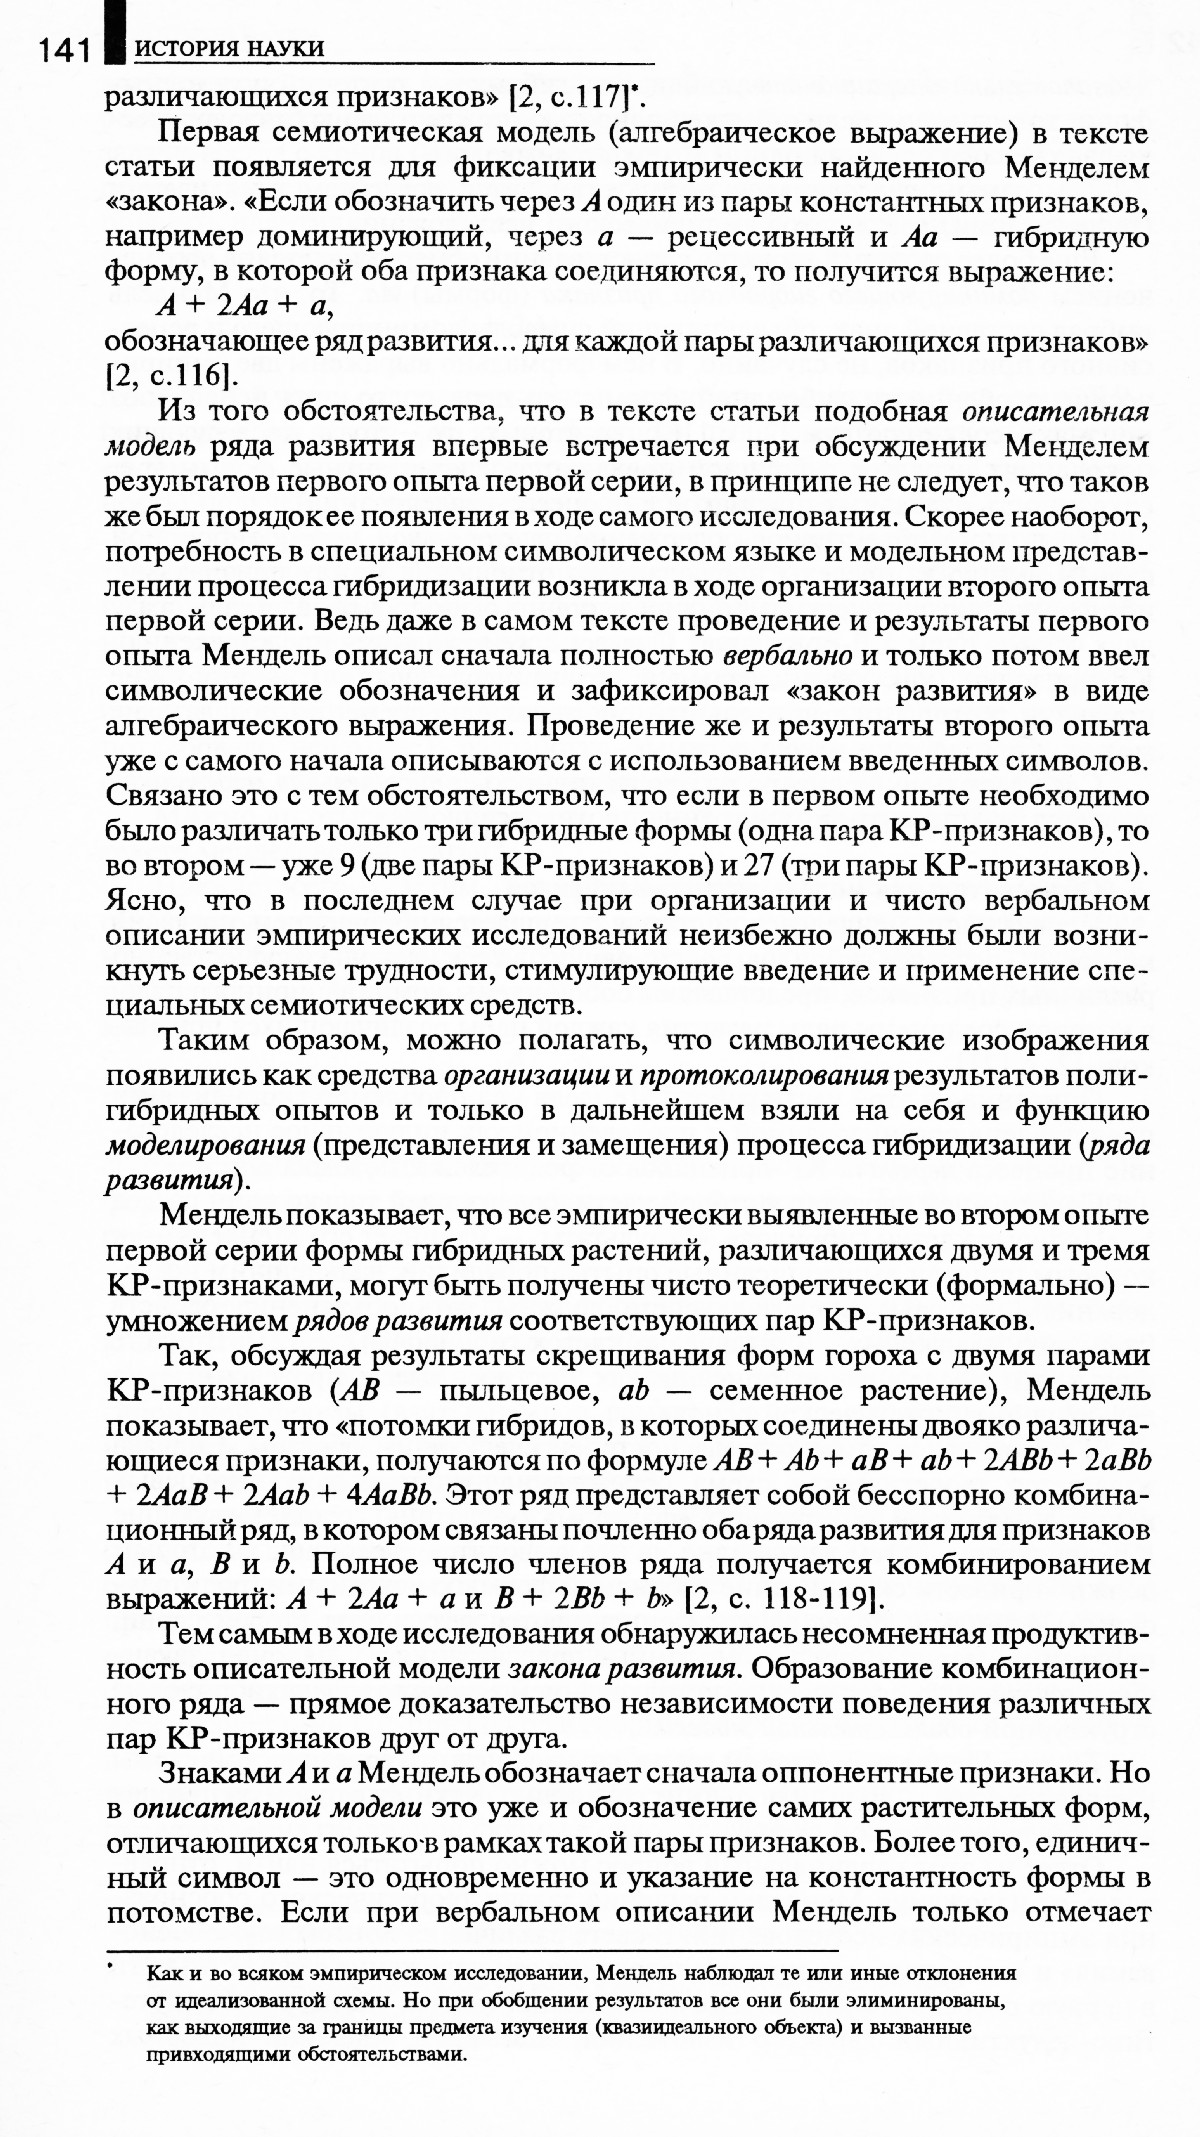 141 ИСТОРИЯ НАУКИ
различающихся признаков» [2, с.117]*.
Первая семиотическая модель (алгебраическое выражение) в тексте
статьи появляется для фиксации эмпирически найденного Менделем
«закона». «Если обозначить через А один из пары константных признаков,
например доминирующий, через а — рецессивный и Аа — гибридную
форму, в которой оба признака соединяются, то получится выражение:
А + 2Аа + а,
обозначающее ряд развития... для каждой пары различающихся признаков»
[2, с.116].
Из того обстоятельства, что в тексте статьи подобная описательная
модель ряда развития впервые встречается при обсуждении Менделем
результатов первого опыта первой серии, в принципе не следует, что таков
же был порядок ее появления в ходе самого исследования. Скорее наоборот,
потребность в специальном символическом языке и модельном представ-
лении процесса гибридизации возникла в ходе организации второго опыта
первой серии. Ведь даже в самом тексте проведение и результаты первого
опыта Мендель описал сначала полностью вербально и только потом ввел
символические обозначения и зафиксировал «закон развития» в виде
алгебраического выражения. Проведение же и результаты второго опыта
уже с самого начала описываются с использованием введенных символов.
Связано это с тем обстоятельством, что если в первом опыте необходимо
было различать только три гибридные формы (одна пара КР-признаков), то
во втором — уже 9 (две пары КР-признаков) и 27 (три пары КР-признаков).
Ясно, что в последнем случае при организации и чисто вербальном
описании эмпирических исследований неизбежно должны были возни-
кнуть серьезные трудности, стимулирующие введение и применение спе-
циальных семиотических средств.
Таким образом, можно полагать, что символические изображения
появились как средства организации и протоколирования результатов поли-
гибридных опытов и только в дальнейшем взяли на себя и функцию
моделирования (представления и замещения) процесса гибридизации (ряда
развития).
Мендель показывает, что все эмпирически выявленные во втором опыте
первой серии формы гибридных растений, различающихся двумя и тремя
КР-признаками, могут быть получены чисто теоретически (формально) —
умножением рядов развития соответствующих пар КР-признаков.
Так, обсуждая результаты скрещивания форм гороха с двумя парами
КР-признаков (AB — пыльцевое, ab — семенное растение), Мендель
показывает, что «потомки гибридов, в которых соединены двояко различа-
ющиеся признаки, получаются по формуле AB + Ab + aB + ab + 2ABb + 2aBb
+ 2AaB + 2Aab + 4AaBb. Этот ряд представляет собой бесспорно комбина-
ционный ряд, в котором связаны почленно оба ряда развития для признаков
A и a, B и b. Полное число членов ряда получается комбинированием
выражений: A + 2Aa + a и B + 2Bb + b» [2, с. 118-119].
Тем самым в ходе исследования обнаружилась несомненная продуктив-
ность описательной модели закона развития. Образование комбинацион-
ного ряда — прямое доказательство независимости поведения различных
пар КР-признаков друг от друга.
Знаками А и а Мендель обозначает сначала оппонентные признаки. Но
в описательной модели это уже и обозначение самих растительных форм,
отличающихся только в рамках такой пары признаков. Более того, единич-
ный символ — это одновременно и указание на константность формы в
потомстве. Если при вербальном описании Мендель только отмечает
* Как и во всяком эмпирическом исследовании, Мендель наблюдал те или иные отклонения
от идеализованной схемы. Но при обобщении результатов все они были элиминированы,
как выходящие за границы предмета изучения (квазиидеального объекта) и вызванные
привходящими обстоятельствами.